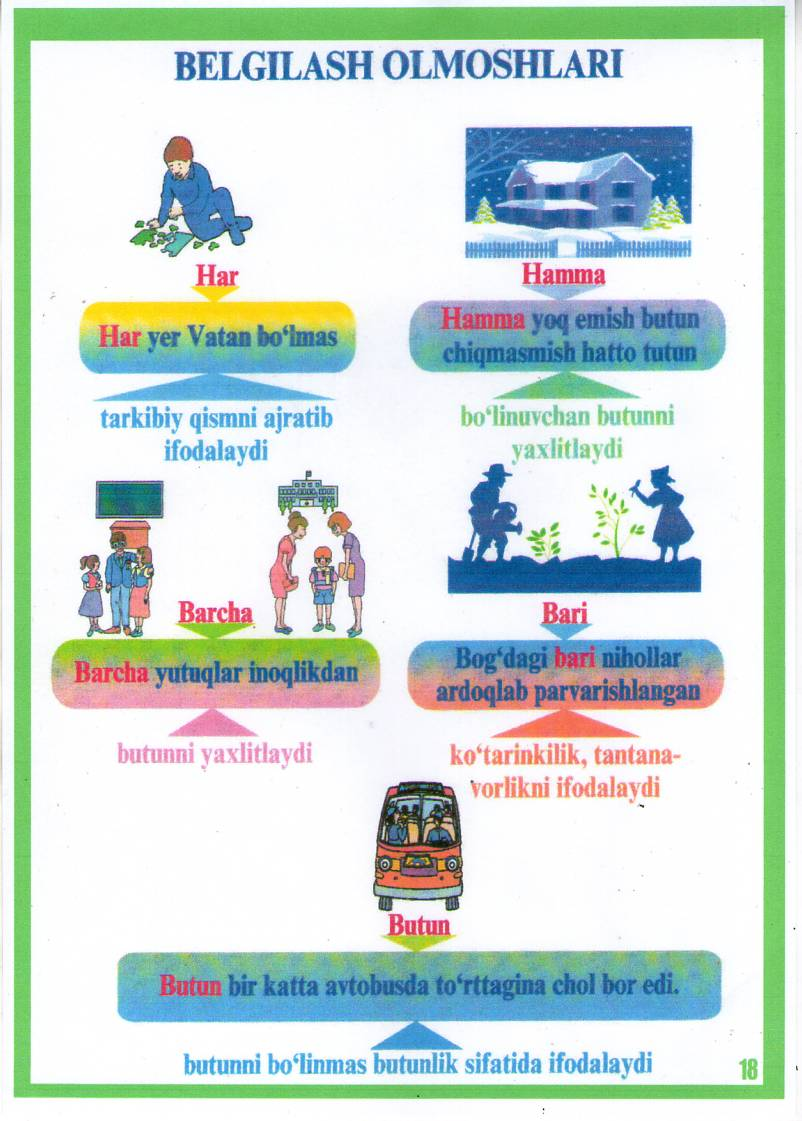 BELGILASH OLMOSHLARI
Har
Har yer Vatan bo‘lmas
tarkibiy qismni ajratib
ifodalaydi
Hamma
Hamma yoq emish butun
chiqmasmish hatto tutun
bo‘linuvchan butunni
yaxlitlaydi
Barcha
Barcha yutuqlar inoqlikdan
butunni yaxlitlaydi
Bari
Bog‘dagi bari nihollar
ardoqlab parvarishlangan
ko‘tarinkilik, tantana-
vorlikni ifodalaydi
Butun
Butun bir katta avtobusda to‘rttagina chol bor edi.
butunni bo‘linmas butunlik sifatida ifodalaydi
18